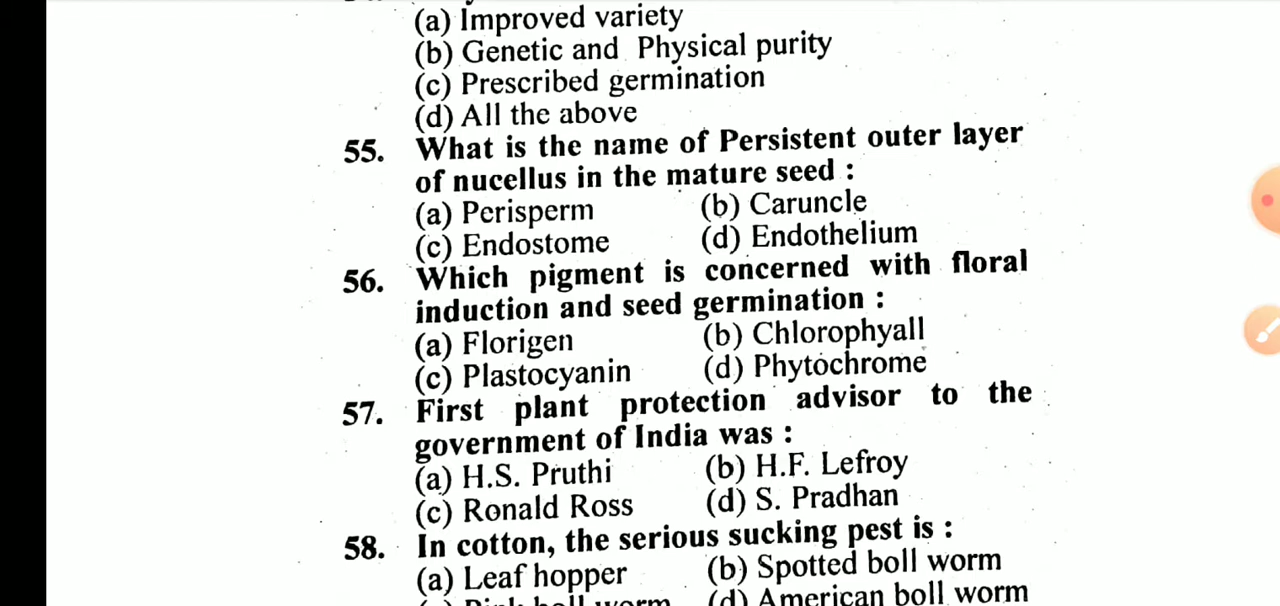 (a) Improved variety
(b) Genetic and Physical purity
(c) Prescribed germination
(d) All the above
55. What is the name of Persistent outer layer
of nucellus in the mature seed :
(a) Perisperm (b) Caruncle
(c) Endostome (d) Endothelium
56. Which pigment is concerned with floral
induction and seed germination :
(a) Florigen (b) Chlorophyall
(c) Plastocyanin (d) Phytochrome
57. First plant protection advisor to the
government of India was :
(a) H.S. Pruthi (b) H.F. Lefroy
(c) Ronald Ross (d) S. Pradhan
58. In cotton, the serious sucking pest is :
(a) Leaf hopper (b) Spotted boll worm
boll worm (d) American boll worm